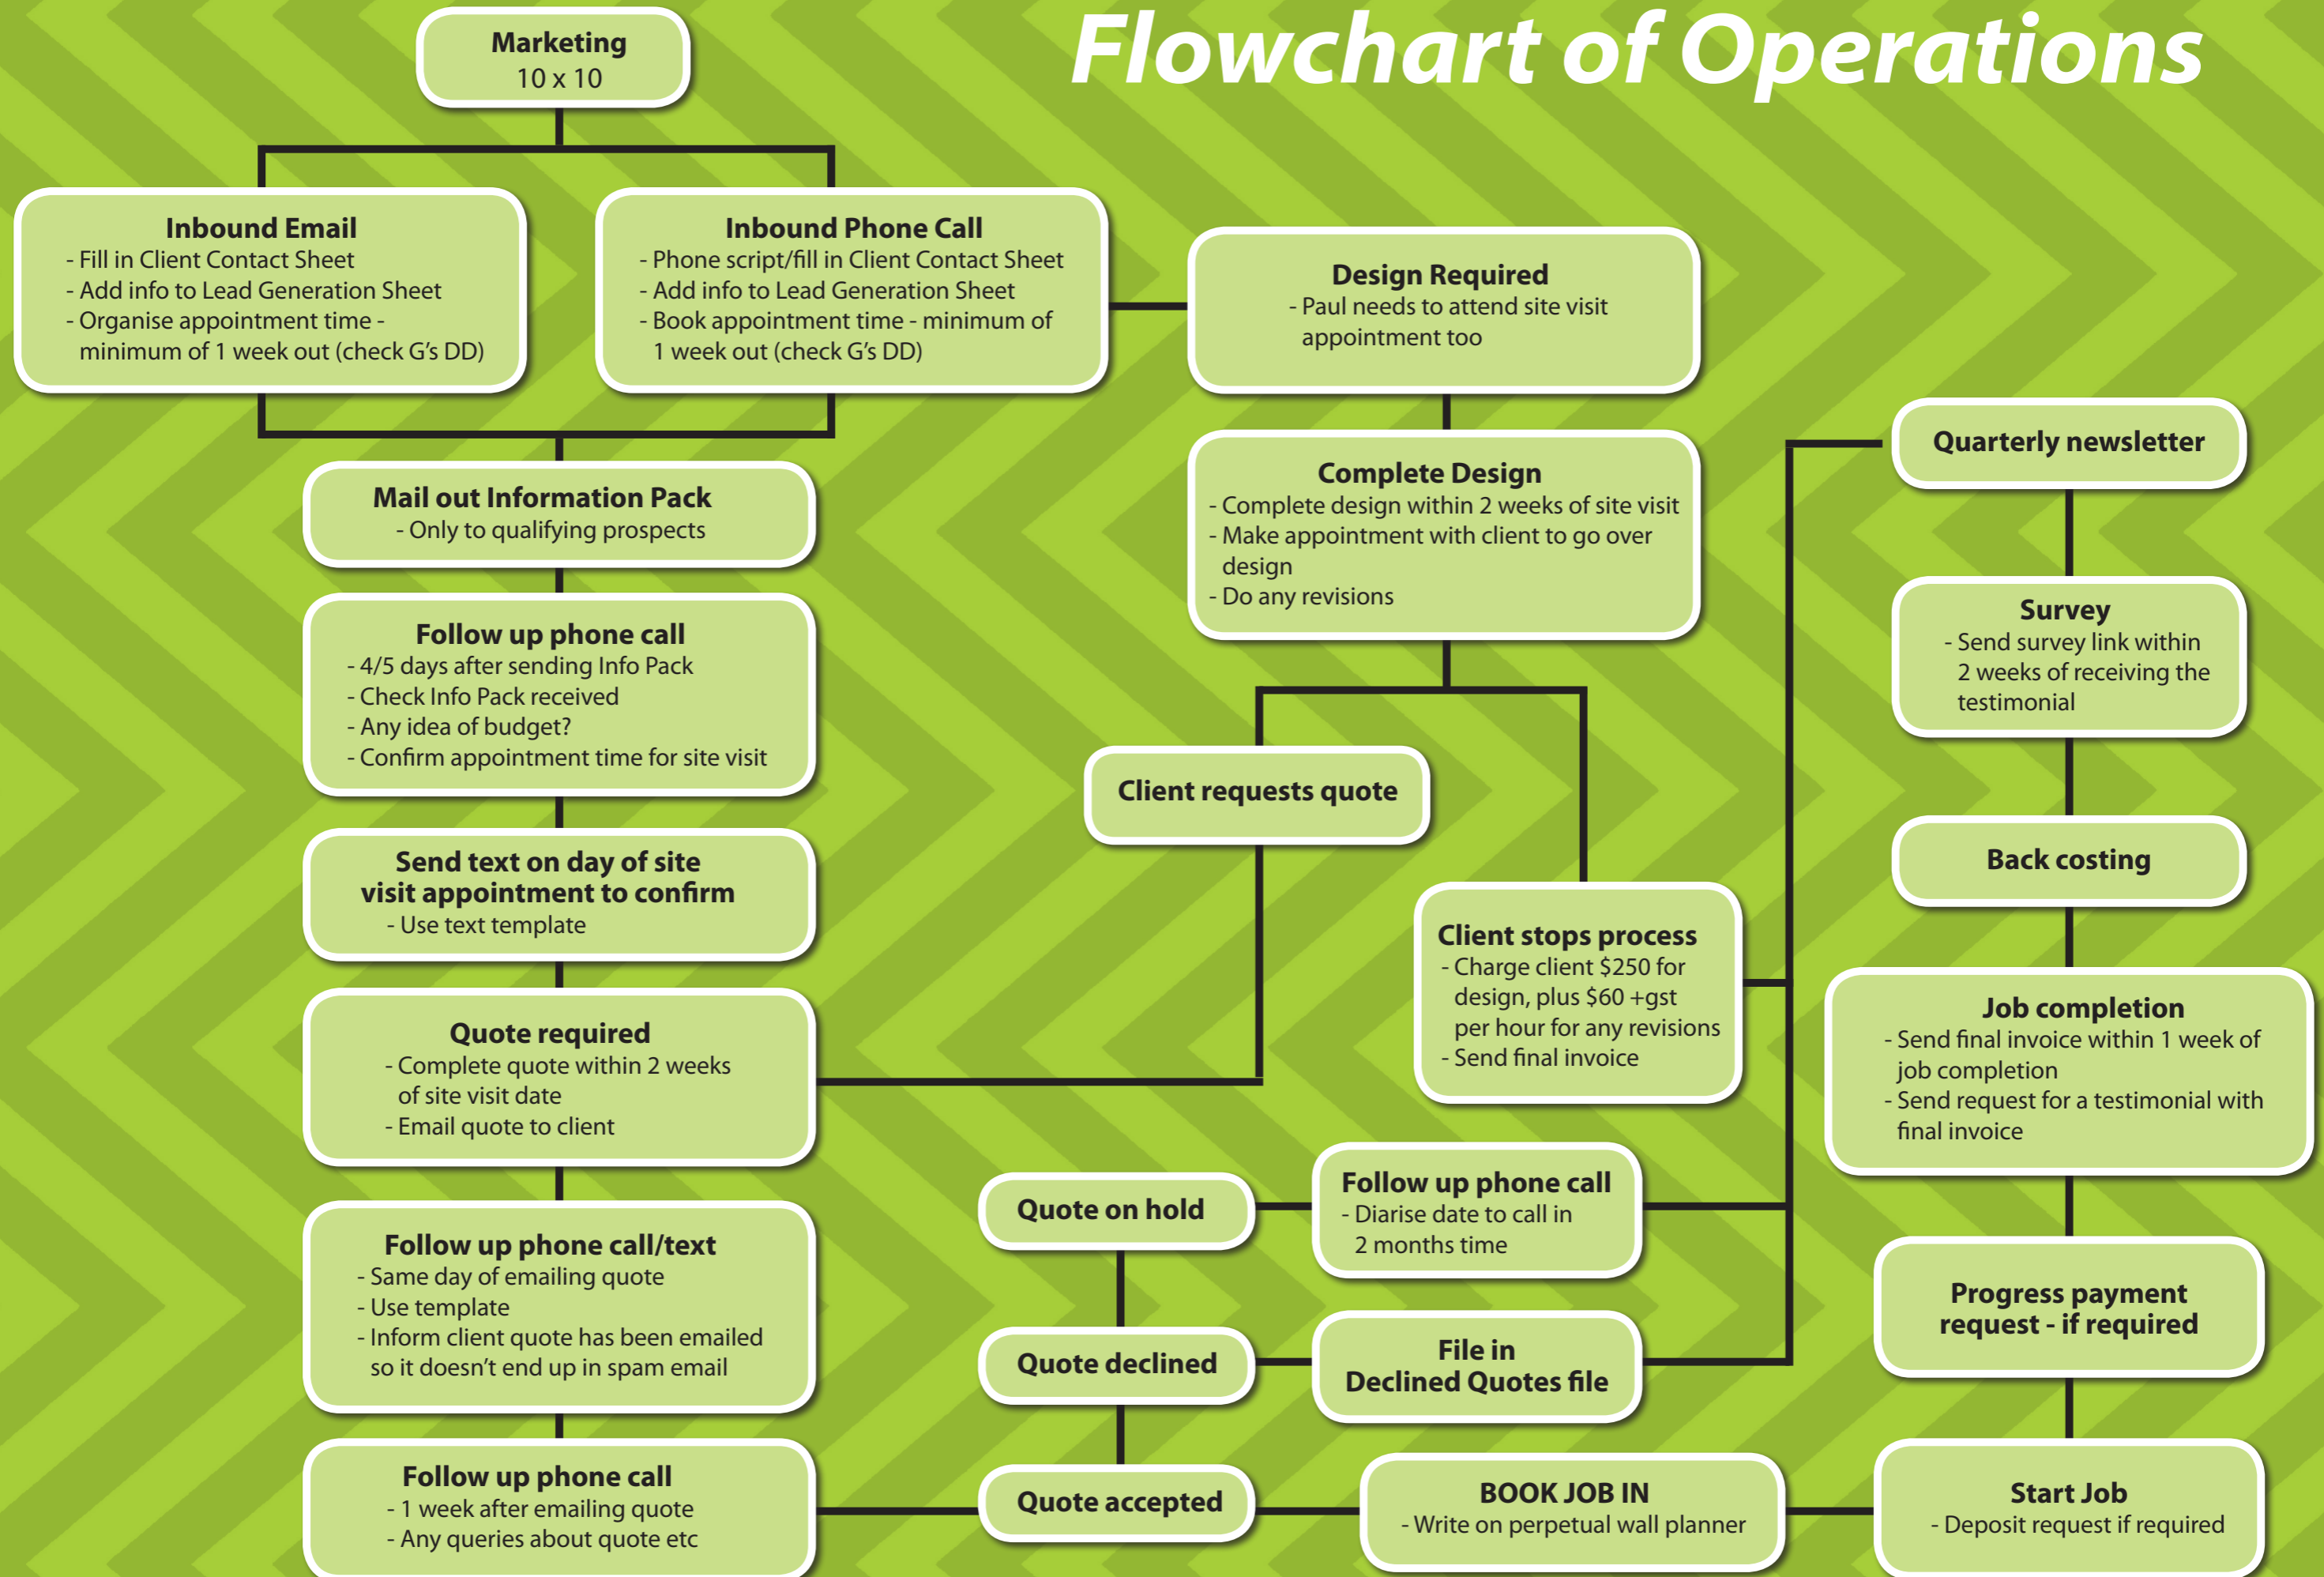 Flowchart of Operations
Marketing
10 x 10
Inbound Email
- Fill in Client Contact Sheet
- Add info to Lead Generation Sheet
- Organise appointment time -
minimum of 1 week out (check G's DD)
Inbound Phone Call
- Phone script/fill in Client Contact Sheet
- Add info to Lead Generation Sheet
- Book appointment time - minimum of
1 week out (check G's DD)
Design Required
- Paul needs to attend site visit
appointment too
Mail out Information Pack
- Only to qualifying prospects
Follow up phone call
- 4/5 days after sending Info Pack
- Check Info Pack received
- Any idea of budget?
- Confirm appointment time for site visit
Send text on day of site
visit appointment to confirm
- Use text template
Quote required
- Complete quote within 2 weeks
of site visit date
- Email quote to client
Follow up phone call/text
- Same day of emailing quote
- Use template
- Inform client quote has been emailed
so it doesn't end up in spam email
Follow up phone call
- 1 week after emailing quote
- Any queries about quote etc
Complete Design
- Complete design within 2 weeks of site visit
- Make appointment with client to go over
design
- Do any revisions
Client requests quote
Client stops process
- Charge client $250 for
design, plus $60 +gst
per hour for any revisions
- Send final invoice
Quote on hold
Follow up phone call
- Diarise date to call in
2 months time
Quote declined
File in
Declined Quotes file
Quote accepted
BOOK JOB IN
- Write on perpetual wall planner
Quarterly newsletter
Survey
- Send survey link within
2 weeks of receiving the
testimonial
Back costing
Job completion
- Send final invoice within 1 week of
job completion
- Send request for a testimonial with
final invoice
Progress payment
request - if required
Start Job
- Deposit request if required